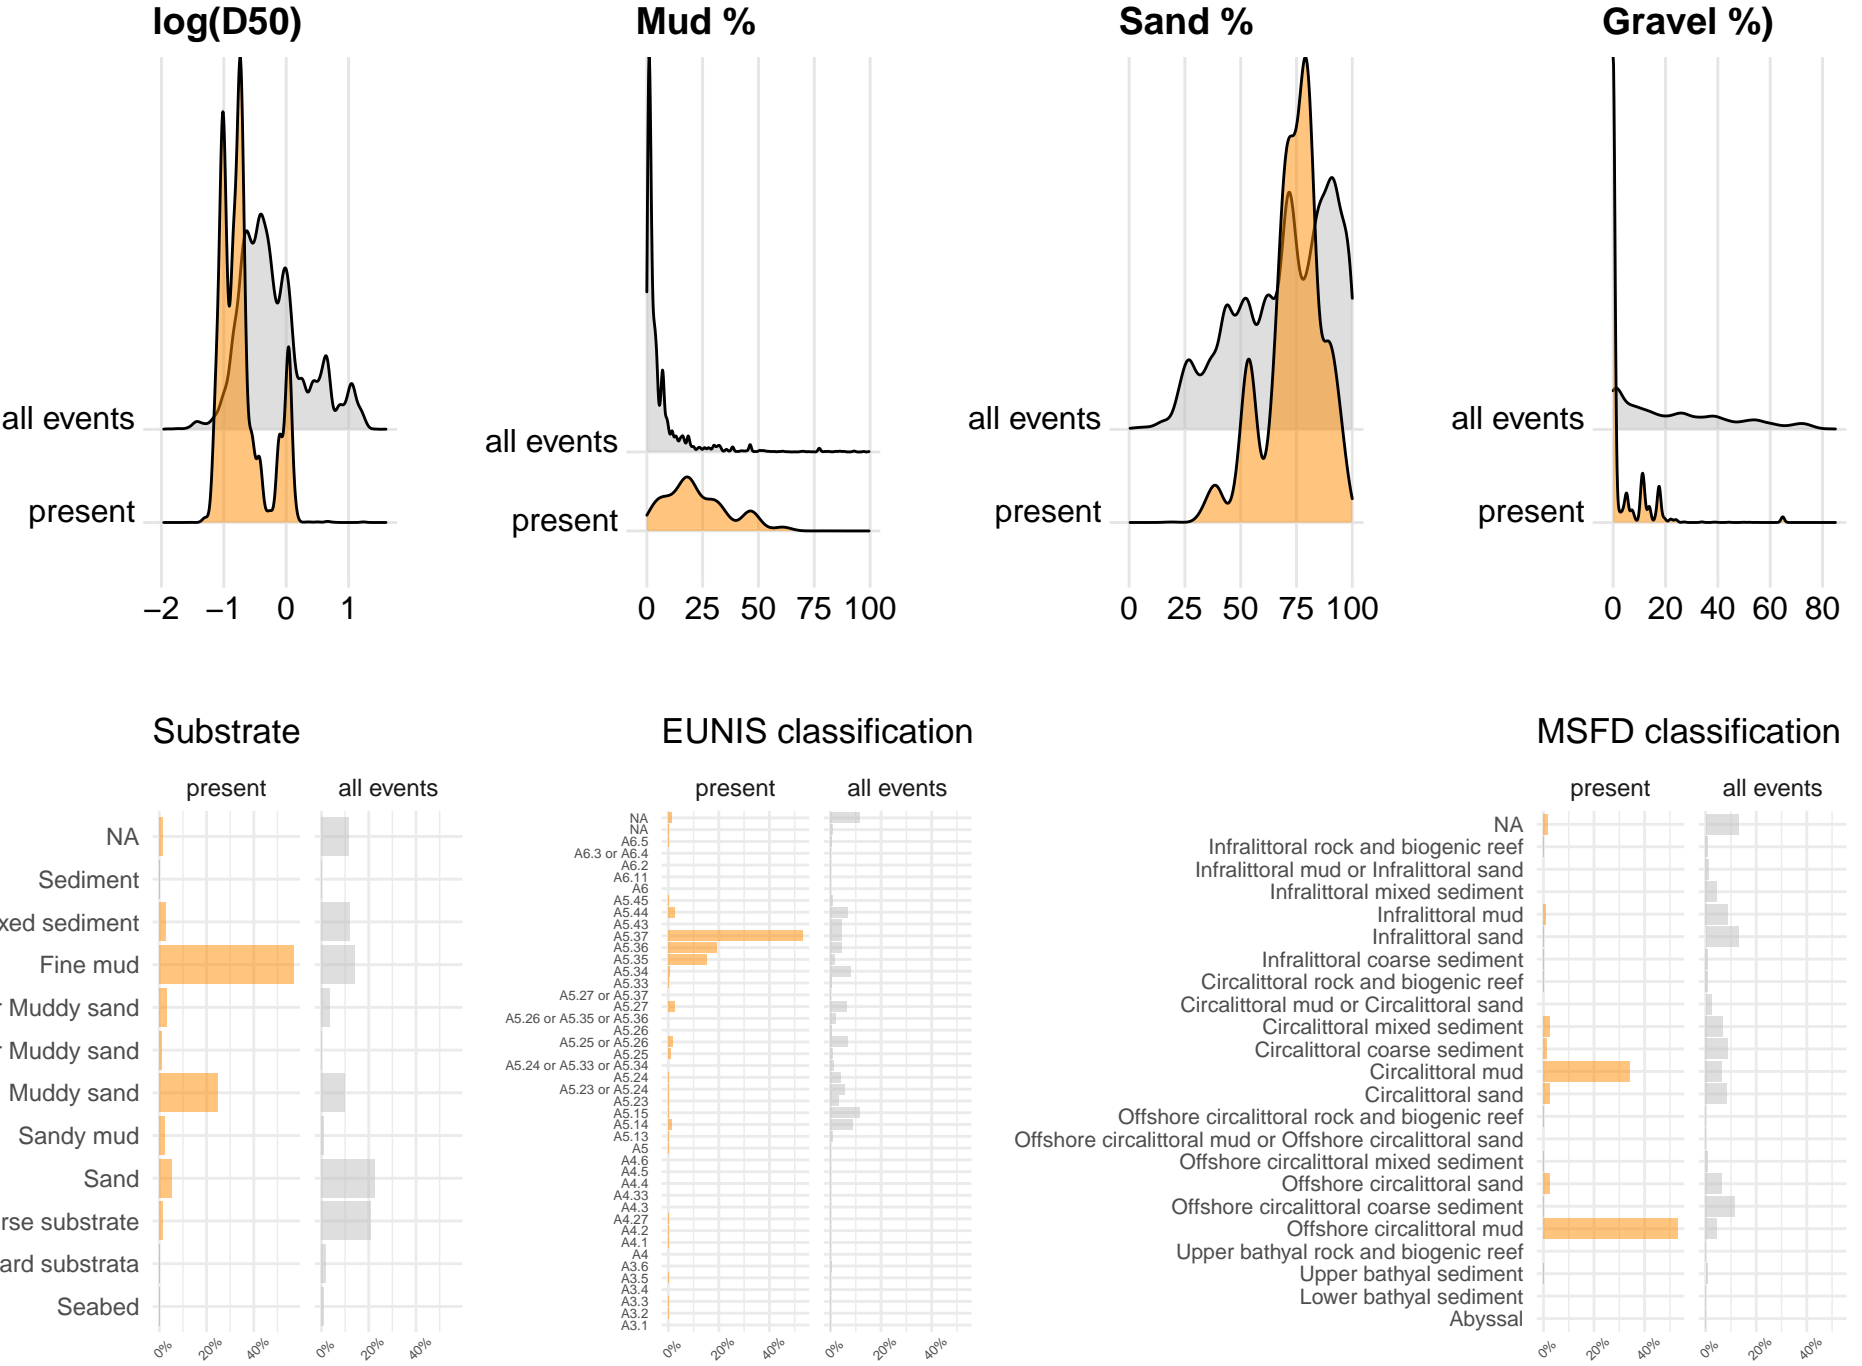 log(D50)
Mud %
Sand %
Gravel %)
all events
present
−2 −1 0 1
all events
present
0 25 50 75 100
all events
present
0 25 50 75 100
all events
present
0 20 40 60 80
Substrate
present all events
NA
Sediment
xed sediment
Fine mud
r Muddy sand
r Muddy sand
Muddy sand
Sandy mud
Sand
rse substrate
ard substrata
Seabed
0% 20% 40% 0% 20% 40%
EUNIS classification
present all events
NA
NA
A6.5
A6.3 or A6.4
A6.2
A6.11
A6
A5.45
A5.44
A5.43
A5.37
A5.36
A5.35
A5.34
A5.33
A5.27 or A5.37
A5.27
A5.26 or A5.35 or A5.36
A5.26
A5.25 or A5.26
A5.25
A5.24 or A5.33 or A5.34
A5.24
A5.23 or A5.24
A5.23
A5.15
A5.14
A5.13
A5
A4.6
A4.5
A4.4
A4.33
A4.3
A4.27
A4.2
A4.1
A4
A3.6
A3.5
A3.4
A3.3
A3.2
A3.1
0% 20% 40% 0% 20% 40%
MSFD classification
present all events
NA
Infralittoral rock and biogenic reef
Infralittoral mud or Infralittoral sand
Infralittoral mixed sediment
Infralittoral mud
Infralittoral sand
Infralittoral coarse sediment
Circalittoral rock and biogenic reef
Circalittoral mud or Circalittoral sand
Circalittoral mixed sediment
Circalittoral coarse sediment
Circalittoral mud
Circalittoral sand
Offshore circalittoral rock and biogenic reef
Offshore circalittoral mud or Offshore circalittoral sand
Offshore circalittoral mixed sediment
Offshore circalittoral sand
Offshore circalittoral coarse sediment
Offshore circalittoral mud
Upper bathyal rock and biogenic reef
Upper bathyal sediment
Lower bathyal sediment
Abyssal
0% 20% 40% 0% 20% 40%